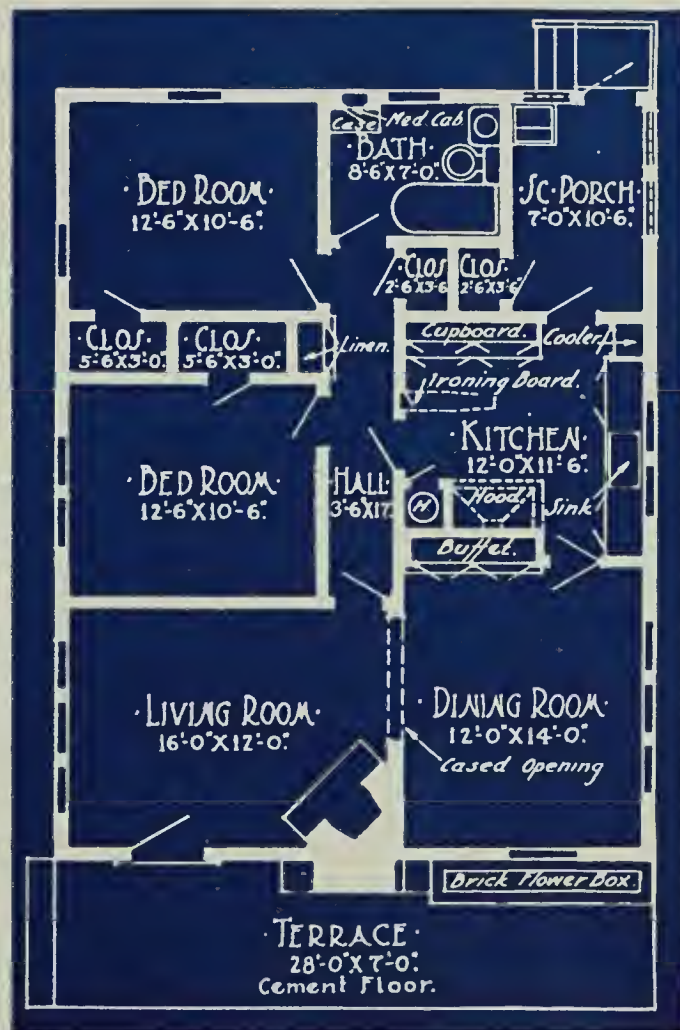 Case
Med. Cab
·BATH·
8'-6"X7'-0".
·BED ROOM·
12'-6"X10'-6".
·SC·PORCH·
7'-0"X10'-6".
·CLOS·
2'-6"X3'-6"
CLOS·
2'-6"X3'-6"
·CLOS·
5'-6"X3'-0".
·CLOS·
5'-6"X3'-0".
Linen.
Cupboard.
Cooler
Ironing Board.
·KITCHEN·
12'-0"X11'-6".
·BED ROOM·
12'-6"X10'-6".
·HALL·
3'-6"X17'
H
Hood
Sink
Buffet.
·LIVING ROOM·
16'-0"X12'-0".
·DINING ROOM·
12'-0"X14'-0".
Cased Opening
Brick Flower Box.
·TERRACE·
28'-0"X7'-0".
Cement Floor.